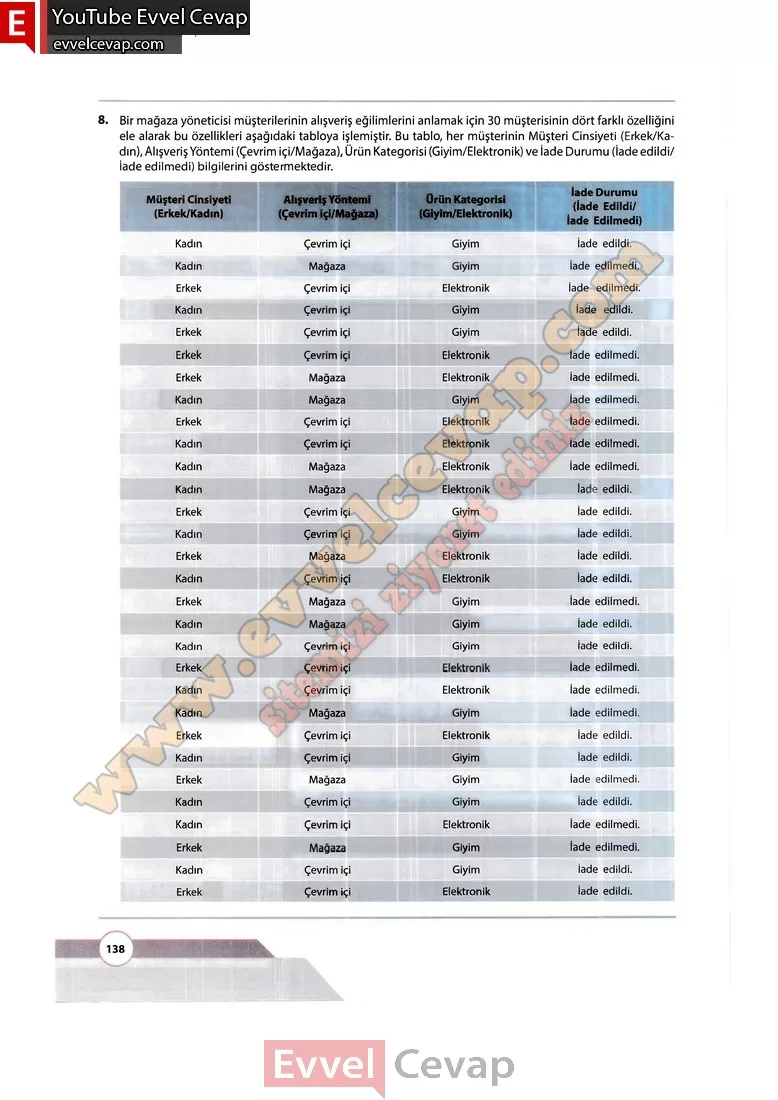 E
YouTube Evvel Cevap
evvelcevap.com
8. Bir mağaza yöneticisi müşterilerinin alışveriş eğilimlerini anlamak için 30 müşterisinin dört farklı özelliğini
ele alarak bu özellikleri aşağıdaki tabloya işlemiştir. Bu tablo, her müşterinin Müşteri Cinsiyeti (Erkek/Ka-
dın), Alışveriş Yöntemi (Çevrim içi/Mağaza), Ürün Kategorisi (Giyim/Elektronik) ve İade Durumu (İade edildi/
İade edilmedi) bilgilerini göstermektedir.
Müşteri Cinsiyeti (Erkek/Kadın) Alışveriş Yöntemi (Çevrim içi/Mağaza) Ürün Kategorisi (Giyim/Elektronik) İade Durumu (İade Edildi/ İade Edilmedi)
Kadın Çevrim içi Giyim İade edildi.
Kadın Mağaza Giyim İade edilmedi.
Erkek Çevrim içi Elektronik İade edilmedi.
Kadın Çevrim içi Giyim İade edildi.
Erkek Çevrim içi Giyim İade edildi.
Erkek Çevrim içi Elektronik İade edilmedi.
Erkek Mağaza Elektronik İade edilmedi.
Kadın Mağaza Giyim İade edilmedi.
Erkek Çevrim içi Elektronik İade edilmedi.
Kadın Çevrim içi Elektronik İade edilmedi.
Kadın Mağaza Elektronik İade edilmedi.
Kadın Mağaza Elektronik İade edildi.
Erkek Çevrim içi Giyim İade edildi.
Kadın Çevrim içi Giyim İade edildi.
Erkek Mağaza Elektronik İade edildi.
Kadın Çevrim içi Elektronik İade edildi.
Erkek Mağaza Giyim İade edilmedi.
Kadın Mağaza Giyim İade edildi.
Kadın Çevrim içi Giyim İade edildi.
Erkek Çevrim içi Elektronik İade edilmedi.
Kadın Çevrim içi Elektronik İade edilmedi.
Kadın Mağaza Giyim İade edilmedi.
Erkek Çevrim içi Elektronik İade edildi.
Kadın Çevrim içi Giyim İade edildi.
Erkek Mağaza Giyim İade edilmedi.
Kadın Çevrim içi Giyim İade edildi.
Kadın Çevrim içi Elektronik İade edilmedi.
Erkek Mağaza Giyim İade edilmedi.
Kadın Çevrim içi Giyim İade edildi.
Erkek Çevrim içi Elektronik İade edildi.
www.evvelcevap.com
sitemizi ziyaret ediniz
138
Evvel Cevap